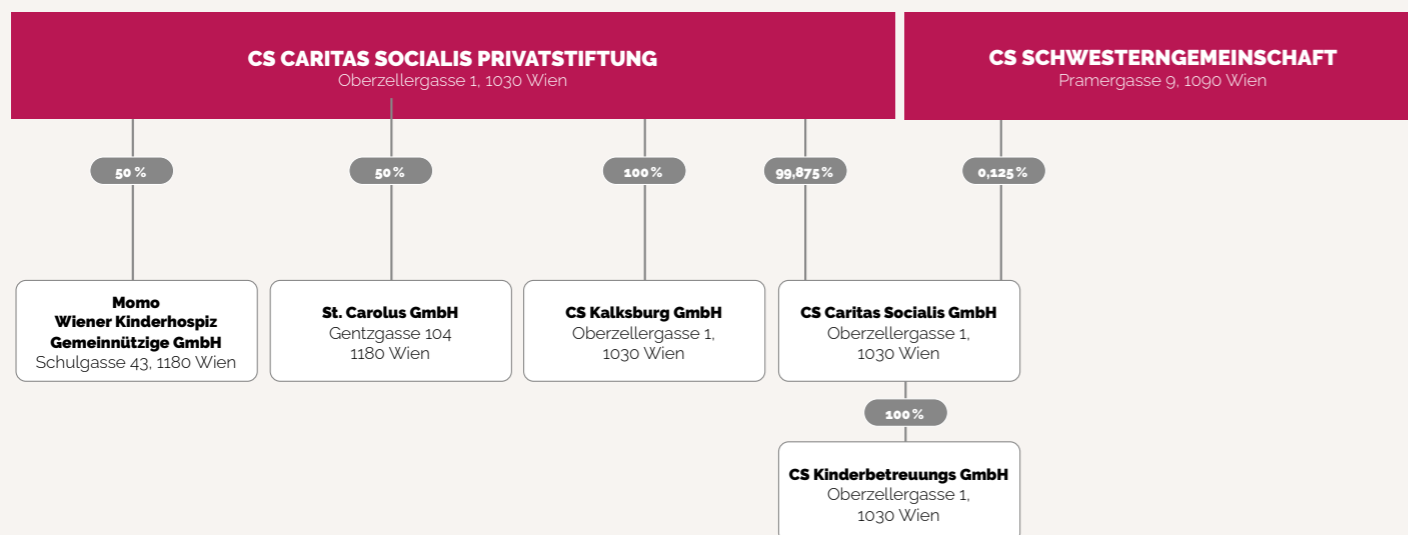 CS CARITAS SOCIALIS PRIVATSTIFTUNG
Oberzellergasse 1, 1030 Wien
CS SCHWESTERNGEMEINSCHAFT
Pramergasse 9, 1090 Wien
50 %
50 %
100 %
99,875 %
0,125 %
Momo
Wiener Kinderhospiz
Gemeinnützige GmbH
Schulgasse 43, 1180 Wien
St. Carolus GmbH
Gentzgasse 104
1180 Wien
CS Kalksburg GmbH
Oberzellergasse 1,
1030 Wien
CS Caritas Socialis GmbH
Oberzellergasse 1,
1030 Wien
100 %
CS Kinderbetreuungs GmbH
Oberzellergasse 1,
1030 Wien